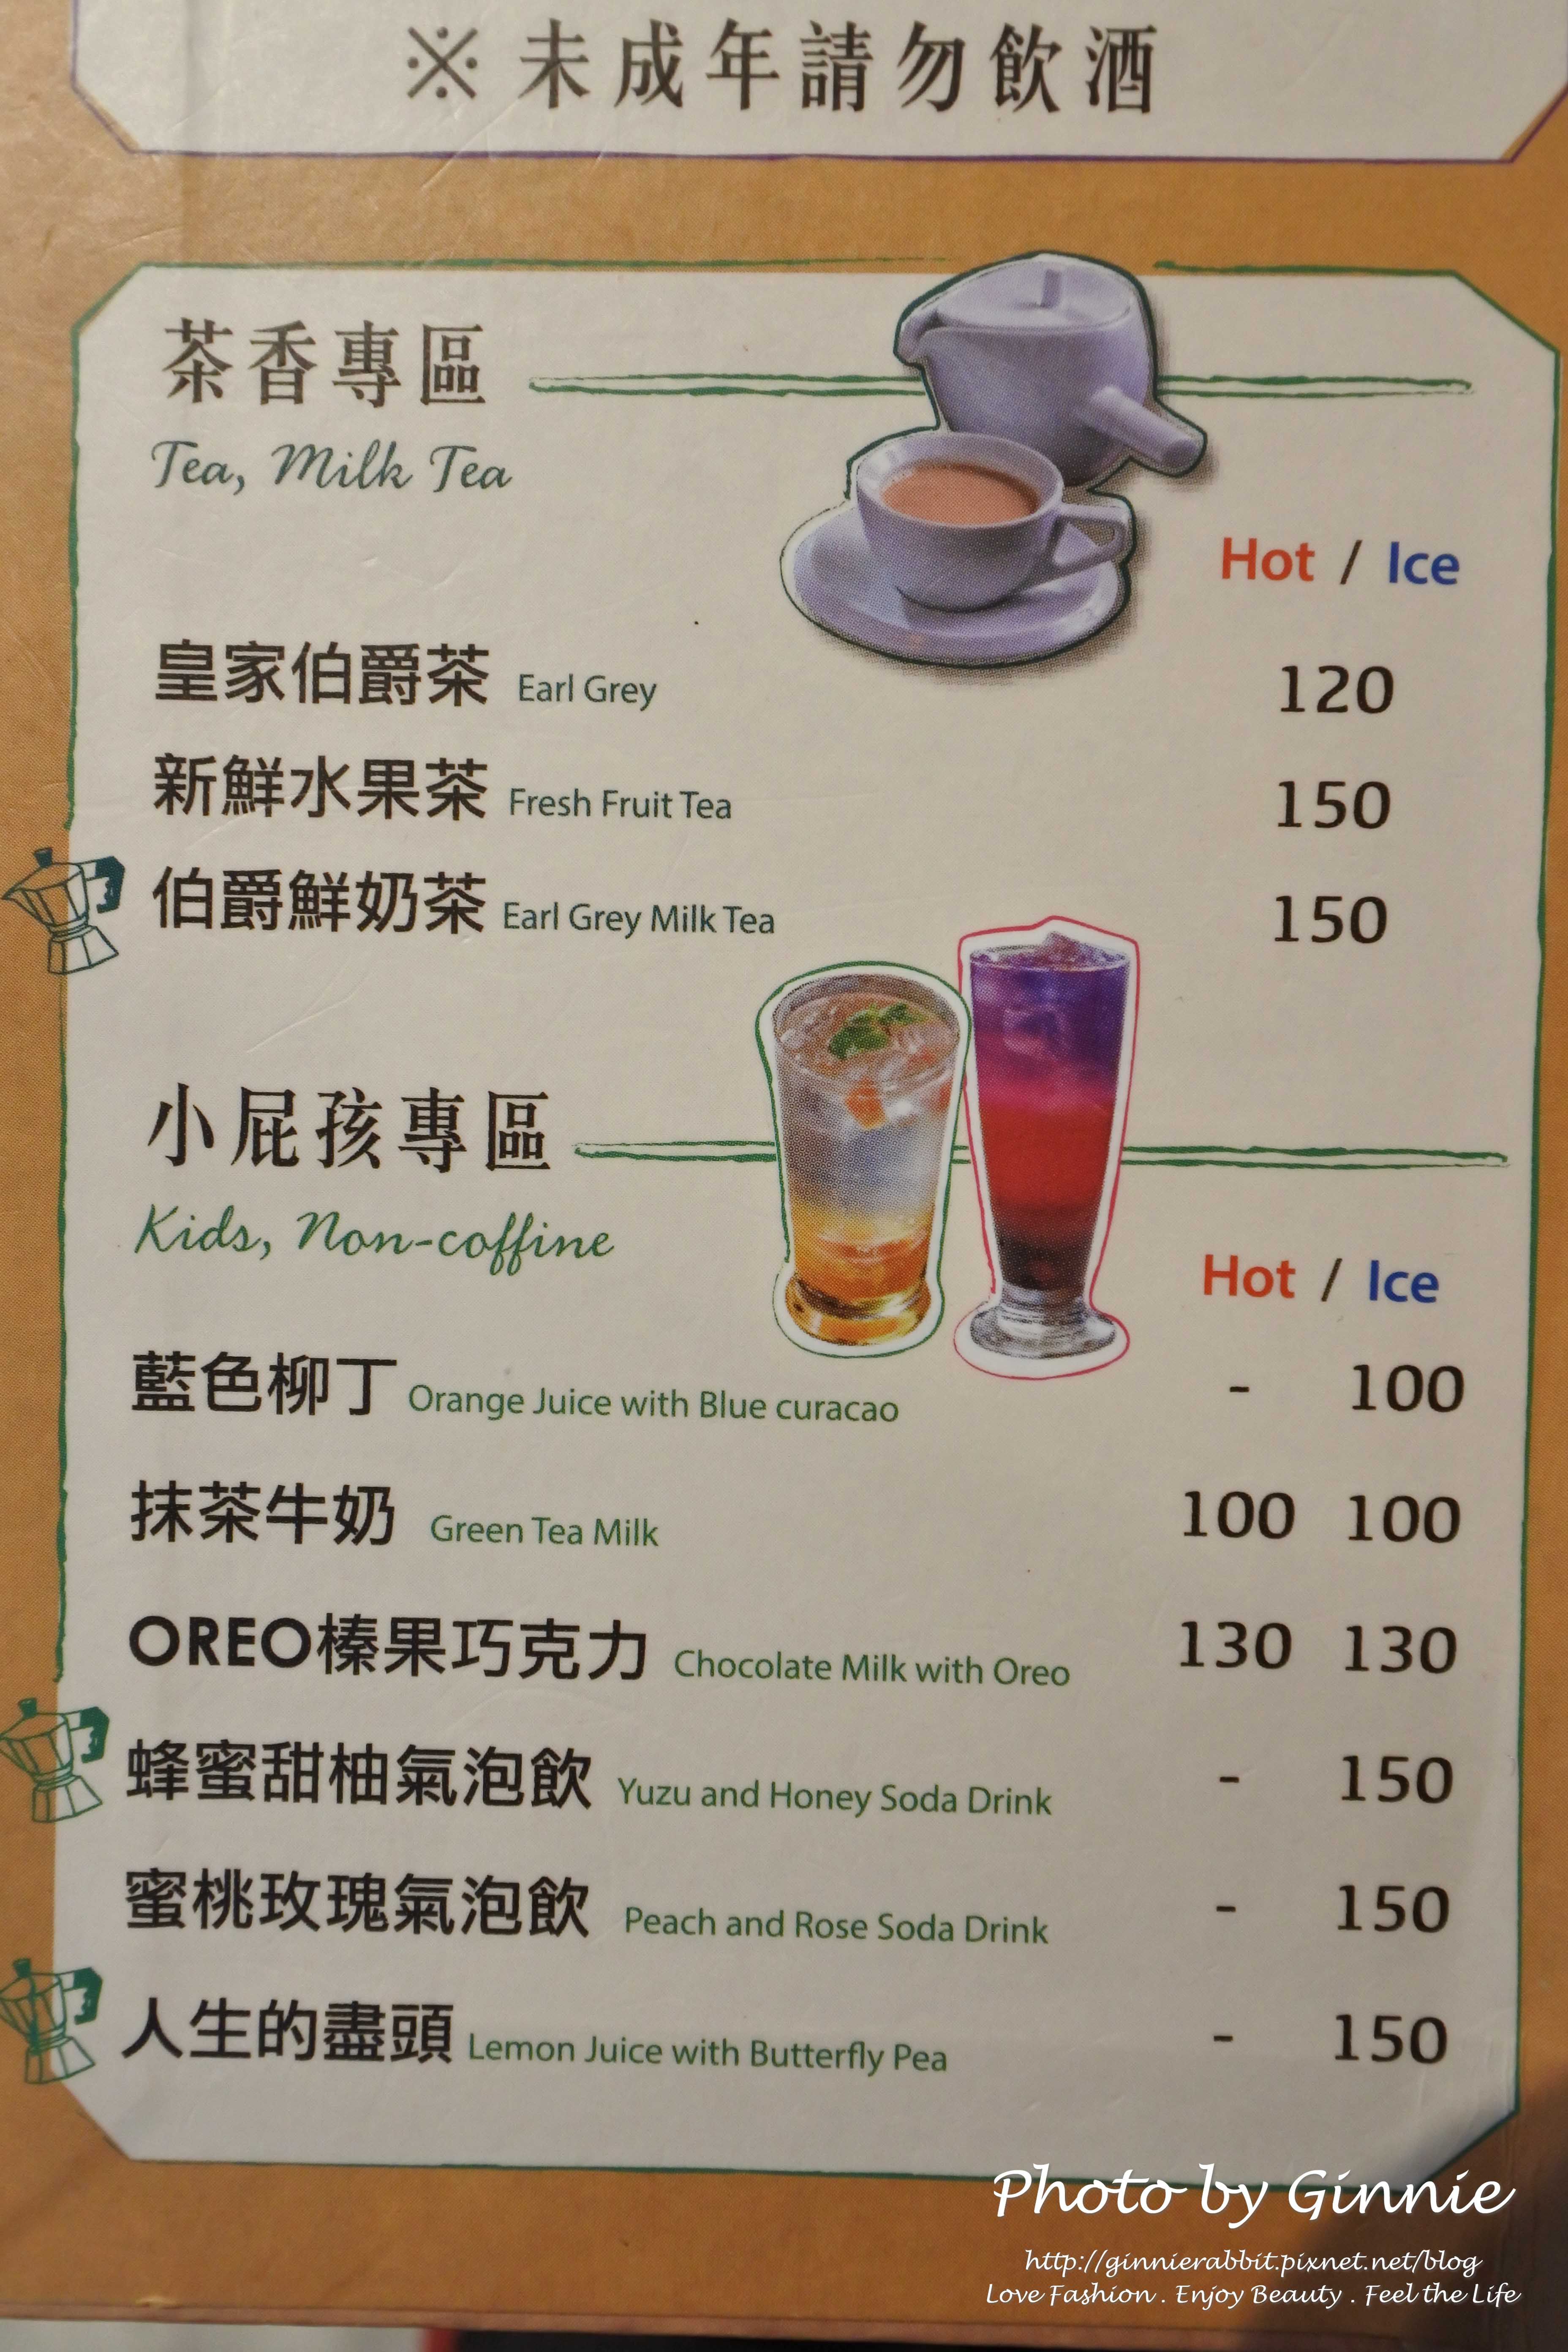 ※未成年請勿飲酒
茶香專區
Tea, Milk Tea
Hot / Ice
皇家伯爵茶 Earl Grey 120
新鮮水果茶 Fresh Fruit Tea 150
伯爵鮮奶茶 Earl Grey Milk Tea 150
小屁孩專區
Kids, Non-coffine
Hot / Ice
藍色柳丁 Orange Juice with Blue curacao - 100
抹茶牛奶 Green Tea Milk 100 100
OREO榛果巧克力 Chocolate Milk with Oreo 130 130
蜂蜜甜柚氣泡飲 Yuzu and Honey Soda Drink - 150
蜜桃玫瑰氣泡飲 Peach and Rose Soda Drink - 150
人生的盡頭 Lemon Juice with Butterfly Pea - 150
Photo by Ginnie
http://ginnierabbit.pixnet.net/blog
Love Fashion . Enjoy Beauty . Feel the Life